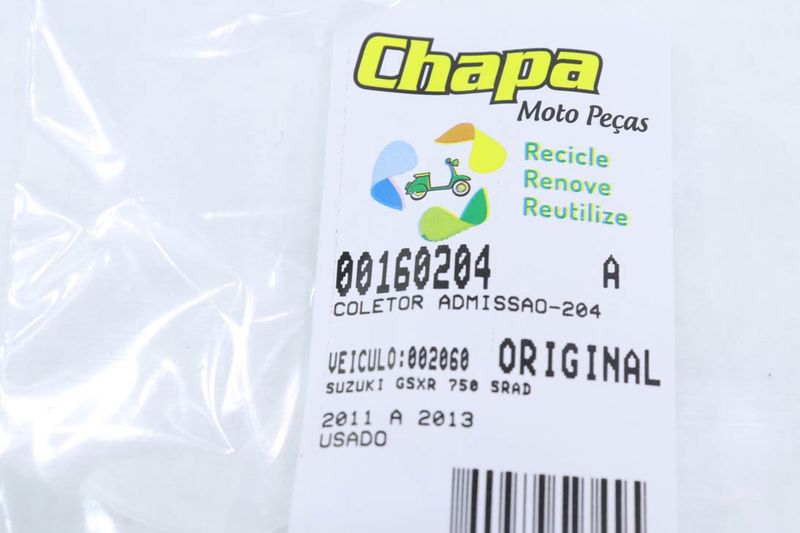 Chapa
Moto Peças
Recicle
Renove
Reutilize
00160204 A
COLETOR ADMISSAO-204
VEICULO:002060 ORIGINAL
SUZUKI GSXR 750 SRAD
2011 A 2013
USADO